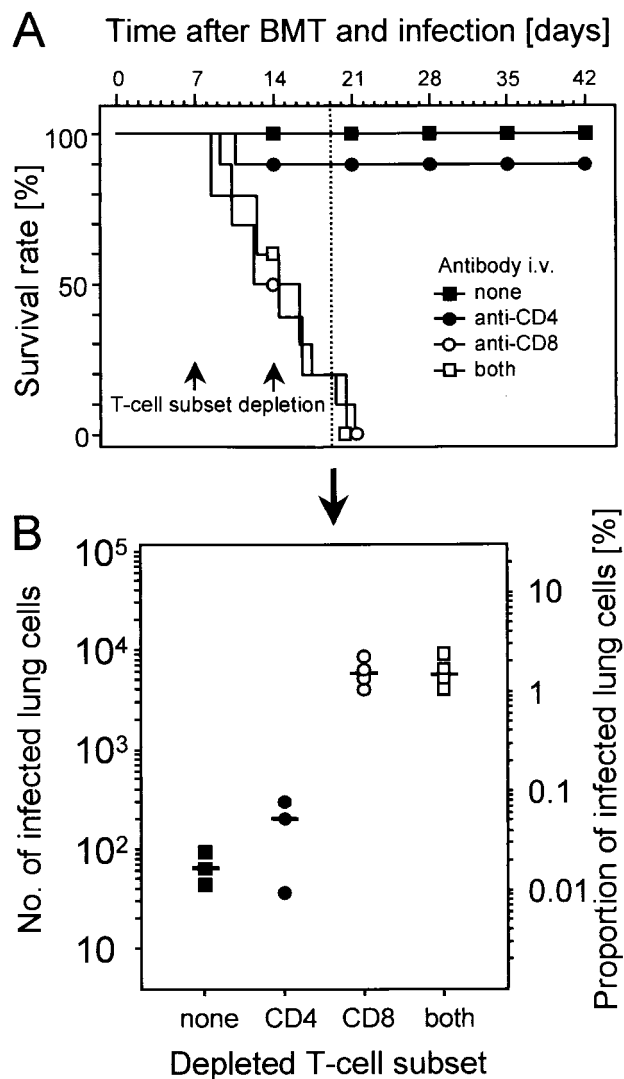 A
Time after BMT and infection [days]
0 7 14 21 28 35 42
Survival rate [%]
100
50
0
Antibody i.v.
none
anti-CD4
anti-CD8
both
T-cell subset depletion
B
No. of infected lung cells
10⁵
10⁴
10³
10²
10
Proportion of infected lung cells [%]
10
1
0.1
0.01
none CD4 CD8 both
Depleted T-cell subset